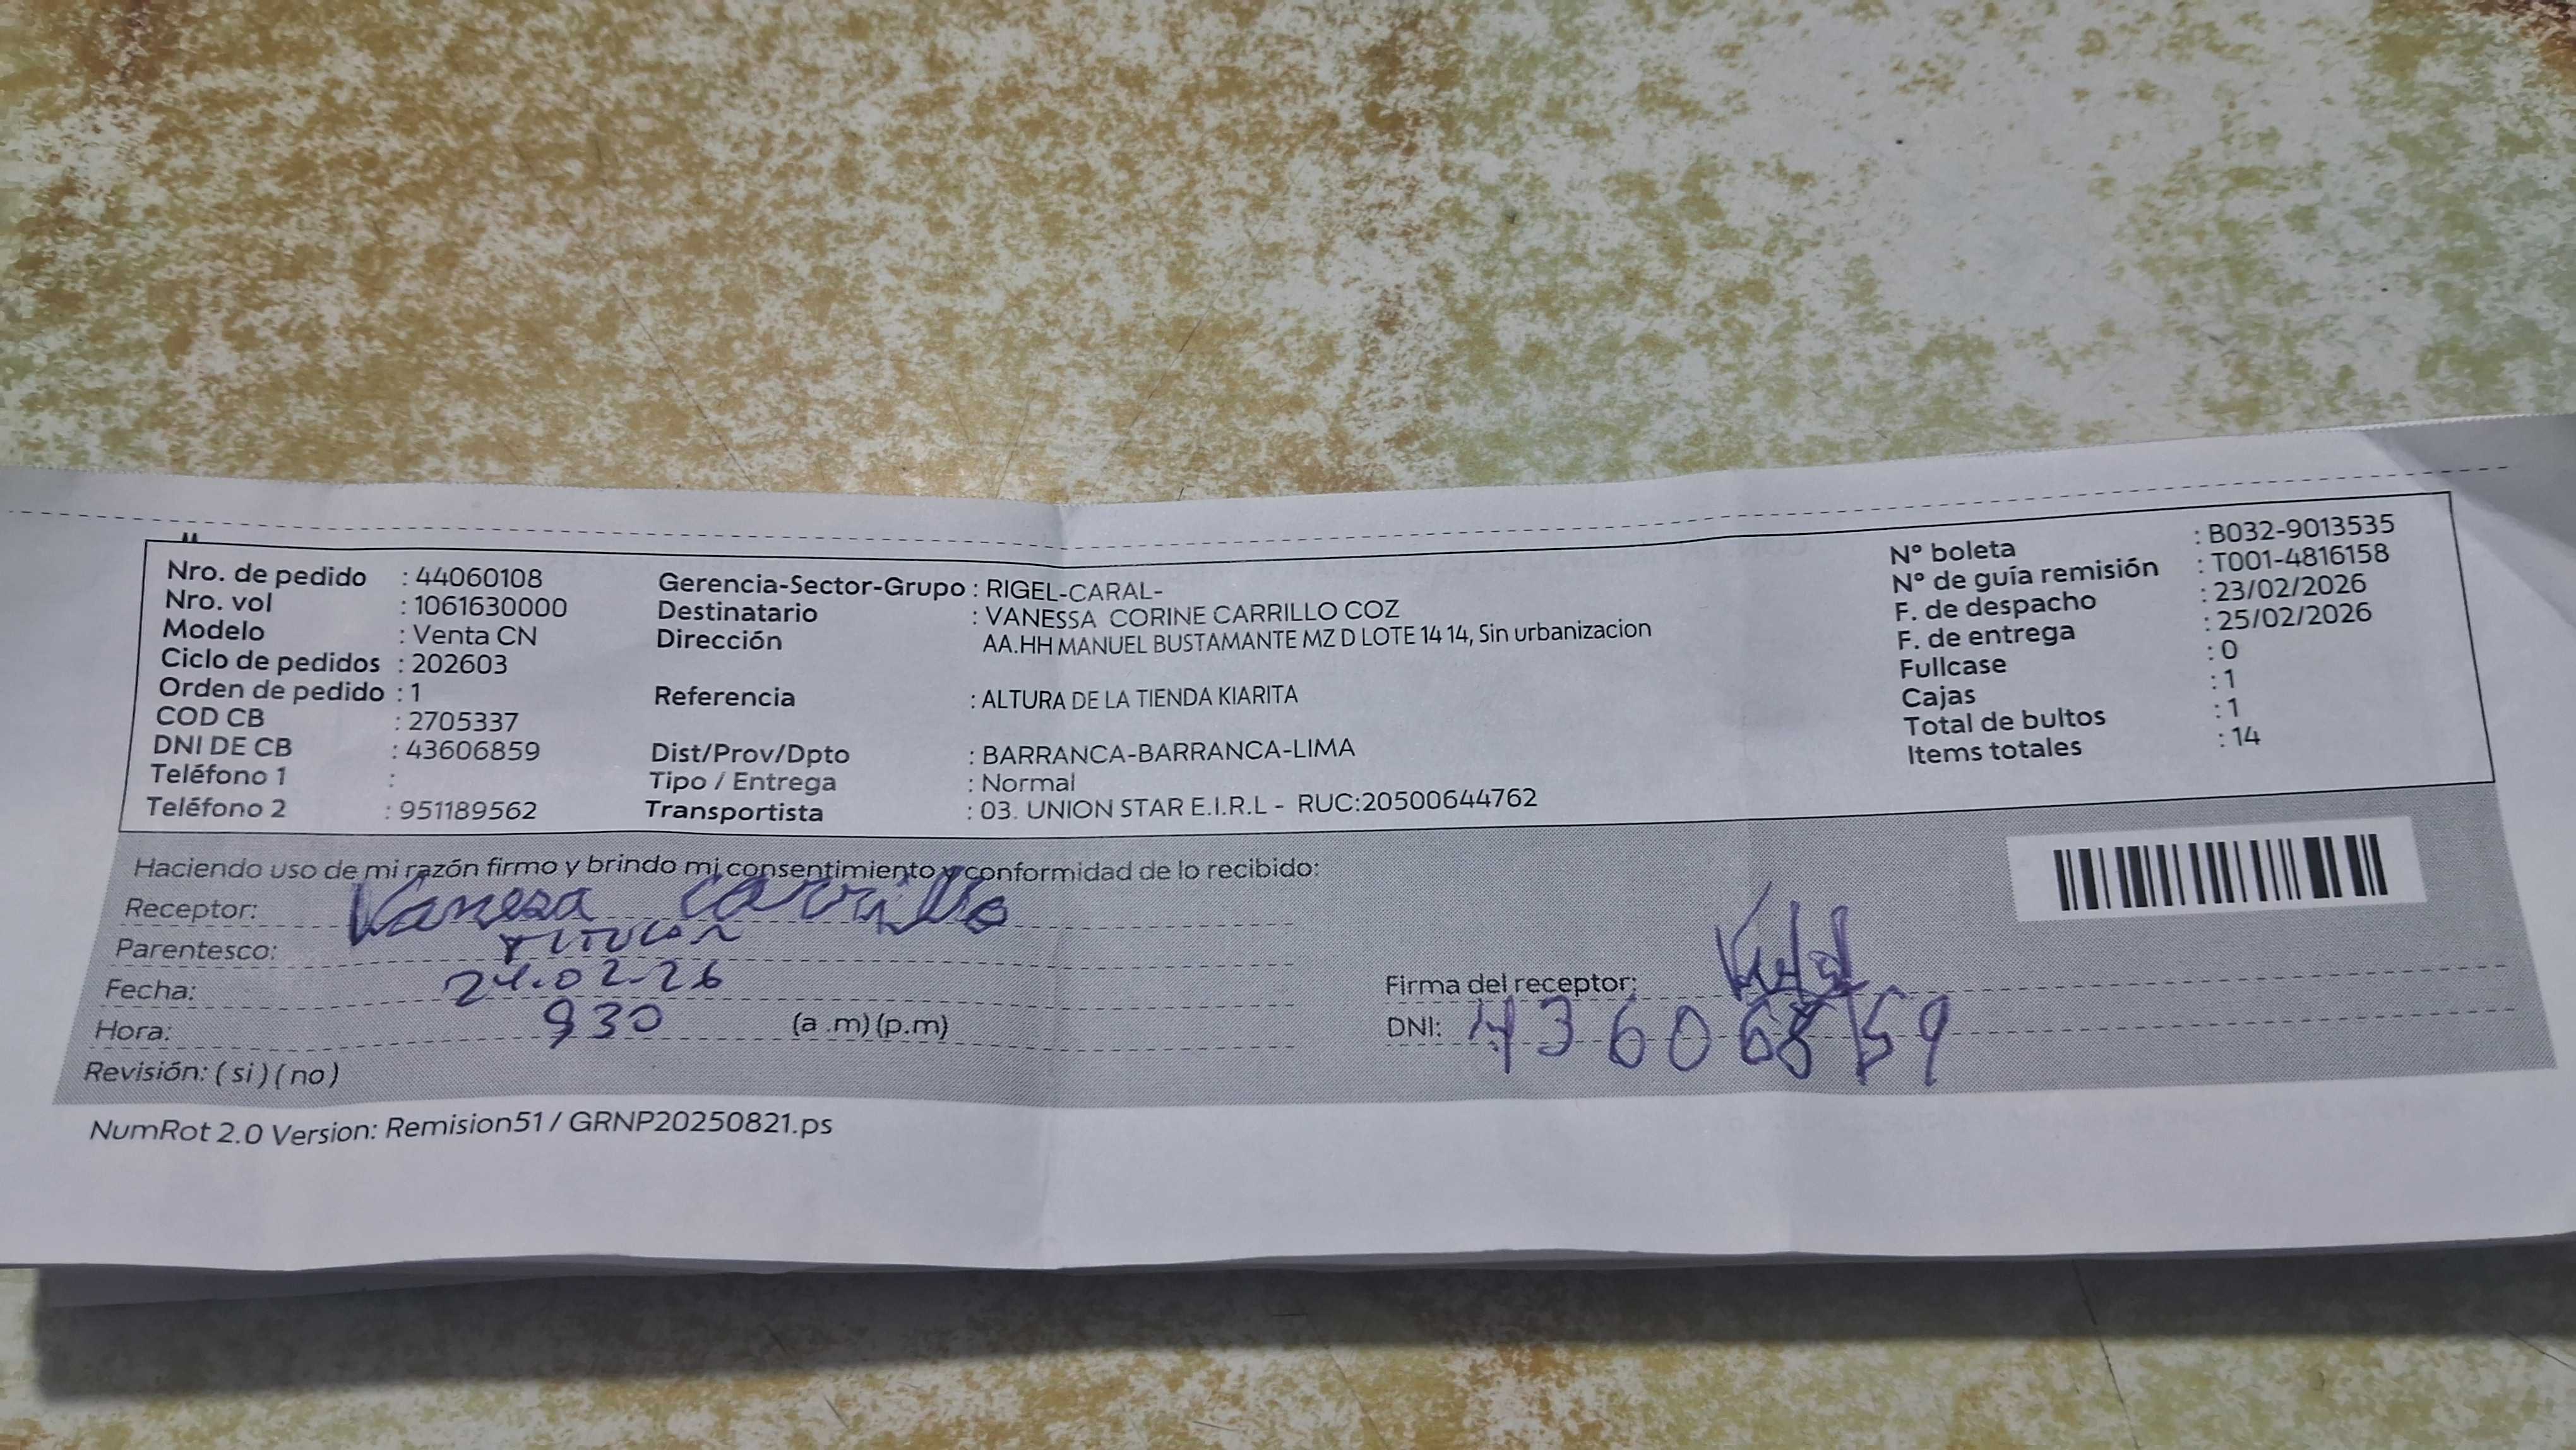 Nro. de pedido : 44060108
Nro. vol : 1061630000
Modelo : Venta CN
Ciclo de pedidos : 202603
Orden de pedido : 1
COD CB : 2705337
DNI DE CB : 43606859
Teléfono 1 :
Teléfono 2 : 951189562
Gerencia-Sector-Grupo : RIGEL-CARAL-
Destinatario : VANESSA CORINE CARRILLO COZ
Dirección AA.HH MANUEL BUSTAMANTE MZ D LOTE 14 14, Sin urbanizacion
Referencia : ALTURA DE LA TIENDA KIARITA
Dist/Prov/Dpto : BARRANCA-BARRANCA-LIMA
Tipo / Entrega : Normal
Transportista : 03. UNION STAR E.I.R.L - RUC:20500644762
N° boleta : B032-9013535
N° de guía remisión : T001-4816158
F. de despacho : 23/02/2026
F. de entrega : 25/02/2026
Fullcase : 0
Cajas : 1
Total de bultos : 1
Items totales : 14
Haciendo uso de mi razón firmo y brindo mi consentimiento y conformidad de lo recibido:
Receptor: Vanesa Carrillo
Parentesco: TITULAR
Fecha: 24.02-26
Hora: 930 (a .m) (p.m)
Revisión: ( si ) ( no )
Firma del receptor:
DNI: 43606859
NumRot 2.0 Version: Remision51 / GRNP20250821.ps